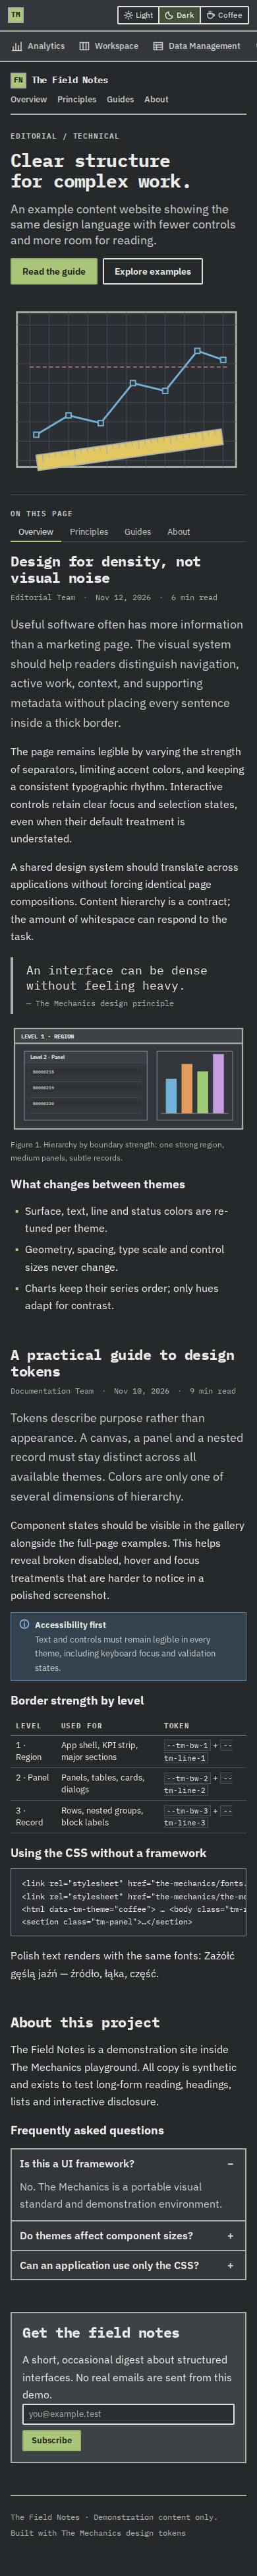 TM
Light
Dark
Coffee
Analytics
Workspace
Data Management
FN
The Field Notes
Overview
Principles
Guides
About
EDITORIAL / TECHNICAL
Clear structure
for complex work.
An example content website showing the
same design language with fewer controls
and more room for reading.
Read the guide
Explore examples
ON THIS PAGE
Overview
Principles
Guides
About
Design for density, not
visual noise
Editorial Team · Nov 12, 2026 · 6 min read
Useful software often has more information
than a marketing page. The visual system
should help readers distinguish navigation,
active work, context, and supporting
metadata without placing every sentence
inside a thick border.
The page remains legible by varying the strength
of separators, limiting accent colors, and keeping
a consistent typographic rhythm. Interactive
controls retain clear focus and selection states,
even when their default treatment is
understated.
A shared design system should translate across
applications without forcing identical page
compositions. Content hierarchy is a contract;
the amount of whitespace can respond to the
task.
An interface can be dense
without feeling heavy.
— The Mechanics design principle
LEVEL 1 · REGION
Level 2 · Panel
Figure 1. Hierarchy by boundary strength: one strong region,
medium panels, subtle records.
What changes between themes
Surface, text, line and status colors are re-
tuned per theme.
Geometry, spacing, type scale and control
sizes never change.
Charts keep their series order; only hues
adapt for contrast.
A practical guide to design
tokens
Documentation Team · Nov 10, 2026 · 9 min read
Tokens describe purpose rather than
appearance. A canvas, a panel and a nested
record must stay distinct across all
available themes. Colors are only one of
several dimensions of hierarchy.
Component states should be visible in the gallery
alongside the full-page examples. This helps
reveal broken disabled, hover and focus
treatments that are harder to notice in a
polished screenshot.
Accessibility first
Text and controls must remain legible in every
theme, including keyboard focus and validation
states.
Border strength by level
LEVEL USED FOR TOKEN
1 · Region App shell, KPI strip, major sections --tm-bw-1 + --tm-line-1
2 · Panel Panels, tables, cards, dialogs --tm-bw-2 + --tm-line-2
3 · Record Rows, nested groups, block labels --tm-bw-3 + --tm-line-3
Using the CSS without a framework
<link rel="stylesheet" href="the-mechanics/fonts.
<link rel="stylesheet" href="the-mechanics/the-me
<html data-tm-theme="coffee"> … <body class="tm-r
<section class="tm-panel">…</section>
Polish text renders with the same fonts: Zażółć
gęślą jaźń — źródło, łąka, część.
About this project
The Field Notes is a demonstration site inside
The Mechanics playground. All copy is synthetic
and exists to test long-form reading, headings,
lists and interactive disclosure.
Frequently asked questions
Is this a UI framework? −
No. The Mechanics is a portable visual
standard and demonstration environment.
Do themes affect component sizes? +
Can an application use only the CSS? +
Get the field notes
A short, occasional digest about structured
interfaces. No real emails are sent from this
demo.
you@example.test
Subscribe
The Field Notes · Demonstration content only.
Built with The Mechanics design tokens